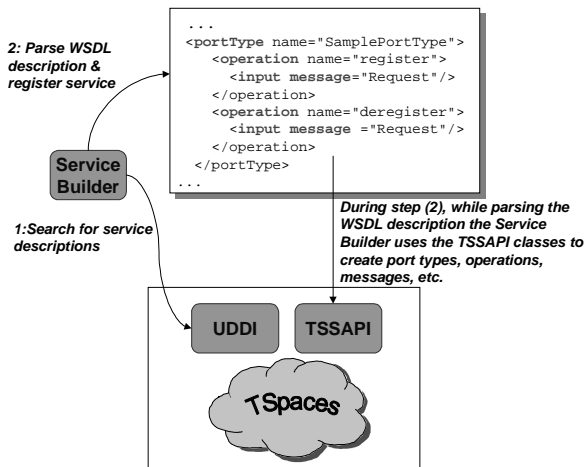 ...
<portType name="SamplePortType">
<operation name="register">
<input message="Request"/>
</operation>
<operation name="deregister">
<input message ="Request"/>
</operation>
</portType>
...
2: Parse WSDL
description &
register service
Service
Builder
1:Search for service
descriptions
During step (2), while parsing the
WSDL description the Service
Builder uses the TSSAPI classes to
create port types, operations,
messages, etc.
UDDI
TSSAPI
TSpaces